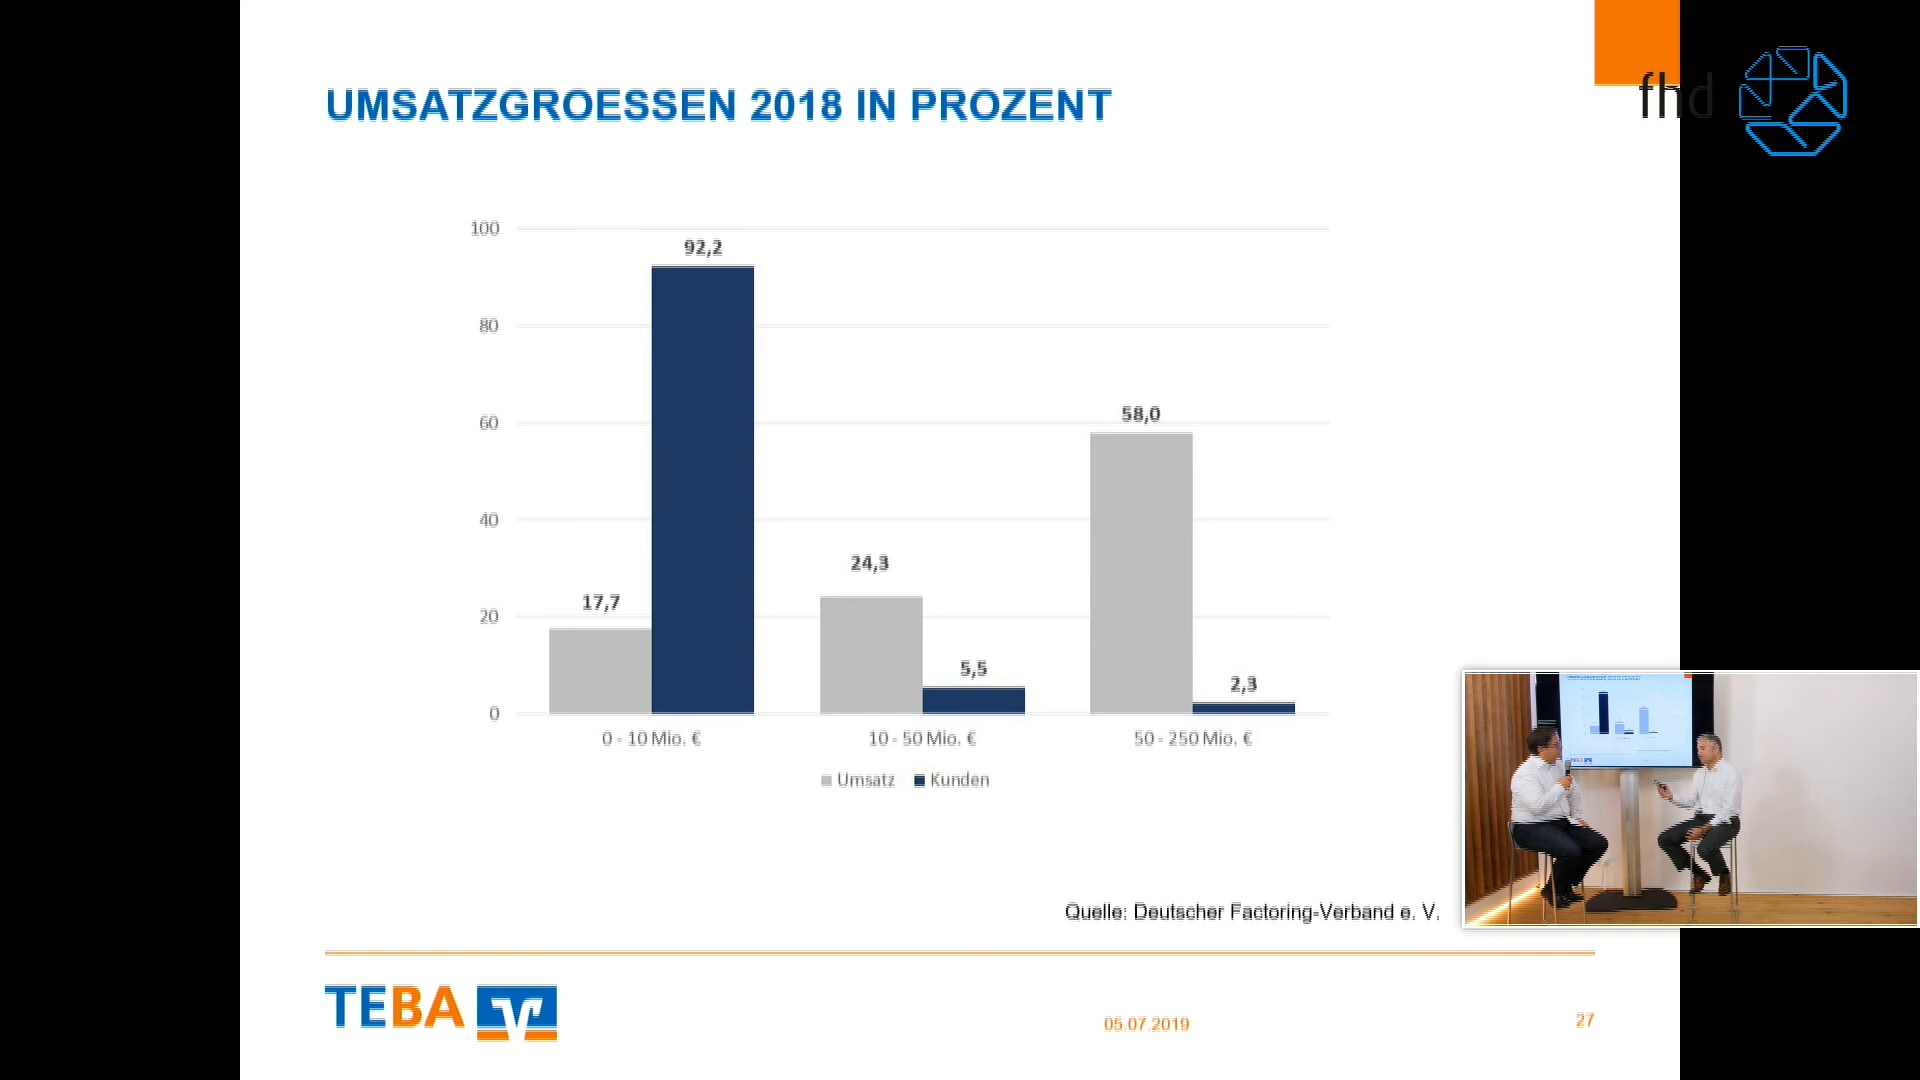 UMSATZGROESSEN 2018 IN PROZENT
fhd
100
80
60
40
20
0
17,7
92,2
24,3
5,5
58,0
2,3
0 - 10 Mio. €
10 - 50 Mio. €
50 - 250 Mio. €
Umsatz
Kunden
Quelle: Deutscher Factoring-Verband e. V.
TEBA
05.07.2019
27